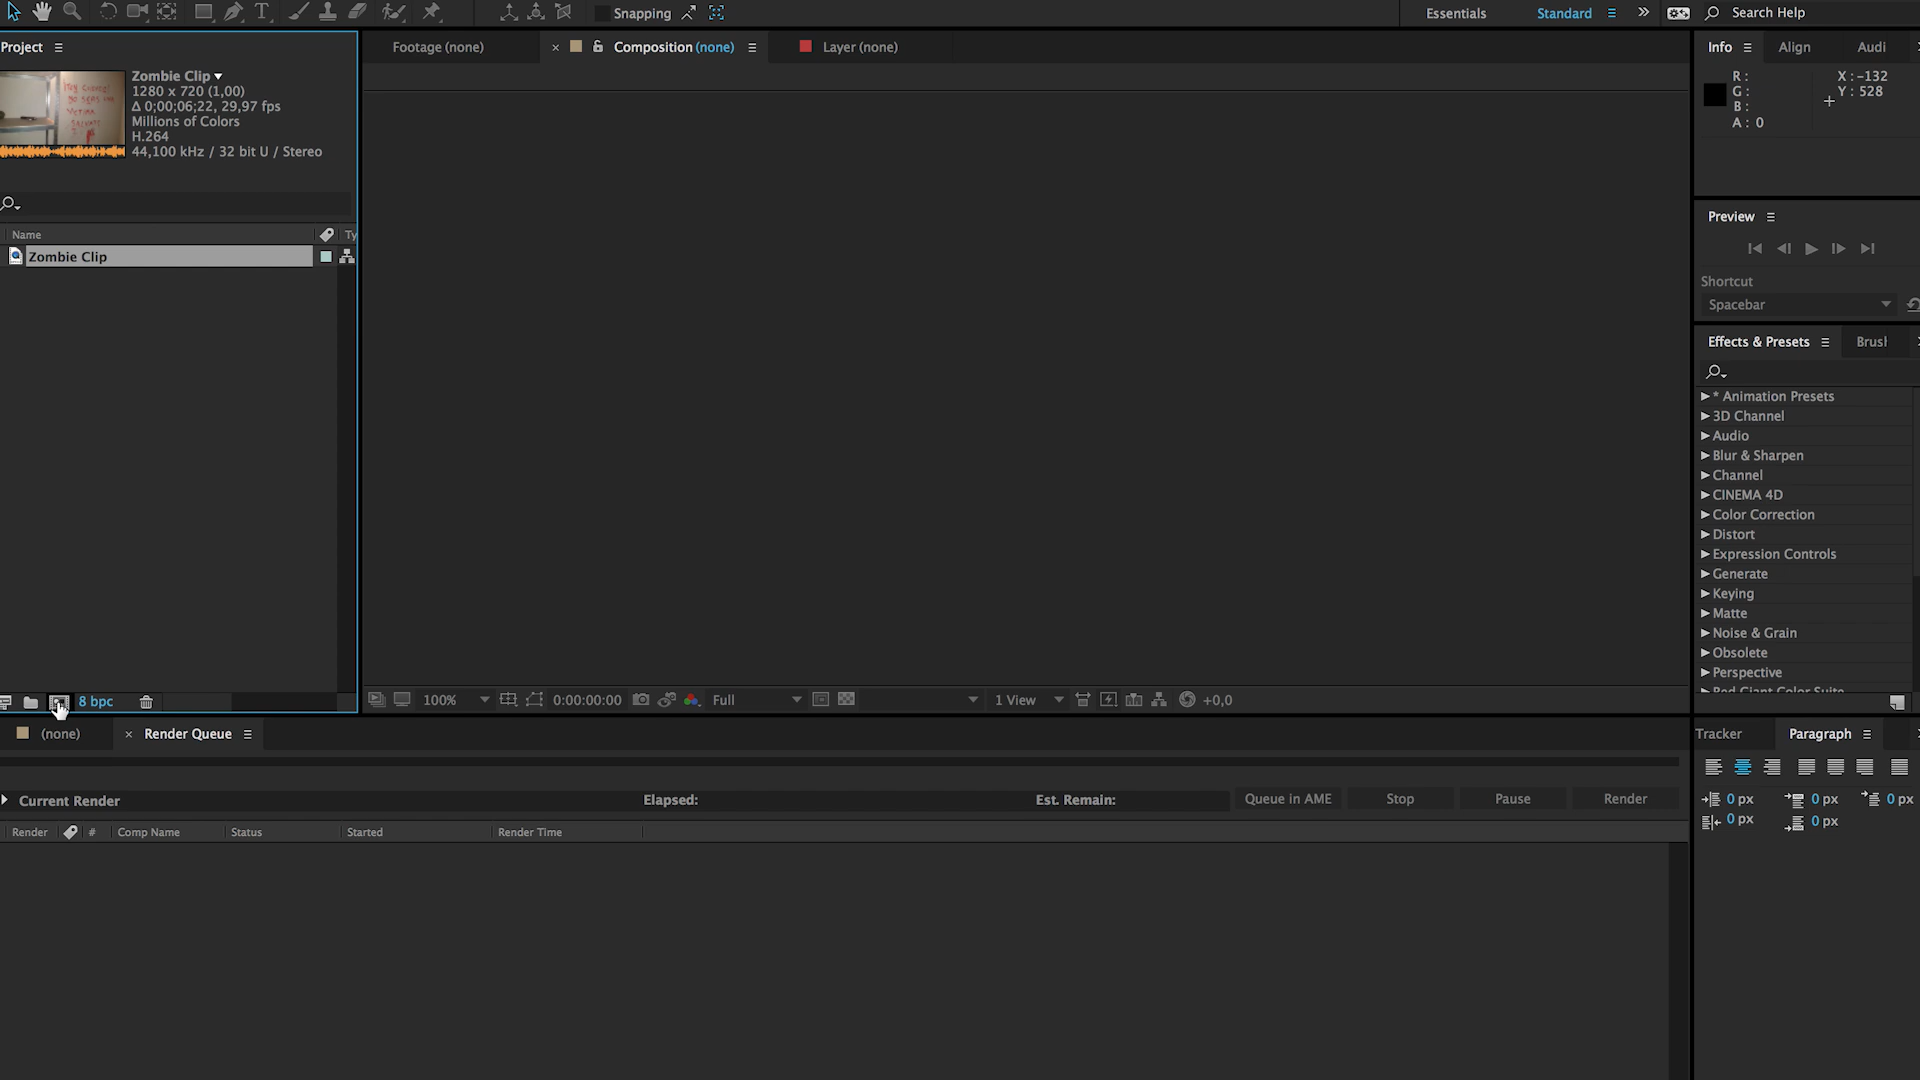 Snapping
Essentials
Standard
Search Help
Project
Footage (none)
Composition (none)
Layer (none)
Info
Align
Audi
Zombie Clip
1280 x 720 (1,00)
Δ 0;00;06;22, 29,97 fps
Millions of Colors
H.264
44,100 kHz / 32 bit U / Stereo
R :
G :
B :
A : 0
X : -132
Y : 528
Preview
Shortcut
Spacebar
Name
Ty
Zombie Clip
Effects & Presets
Brusl
* Animation Presets
3D Channel
Audio
Blur & Sharpen
Channel
CINEMA 4D
Color Correction
Distort
Expression Controls
Generate
Keying
Matte
Noise & Grain
Obsolete
Perspective
Red Giant Color Suite
8 bpc
100%
0:00:00:00
Full
1 View
+0,0
(none)
Render Queue
Tracker
Paragraph
Current Render
Elapsed:
Est. Remain:
Queue in AME
Stop
Pause
Render
0 px
0 px
0 px
0 px
0 px
Render
#
Comp Name
Status
Started
Render Time